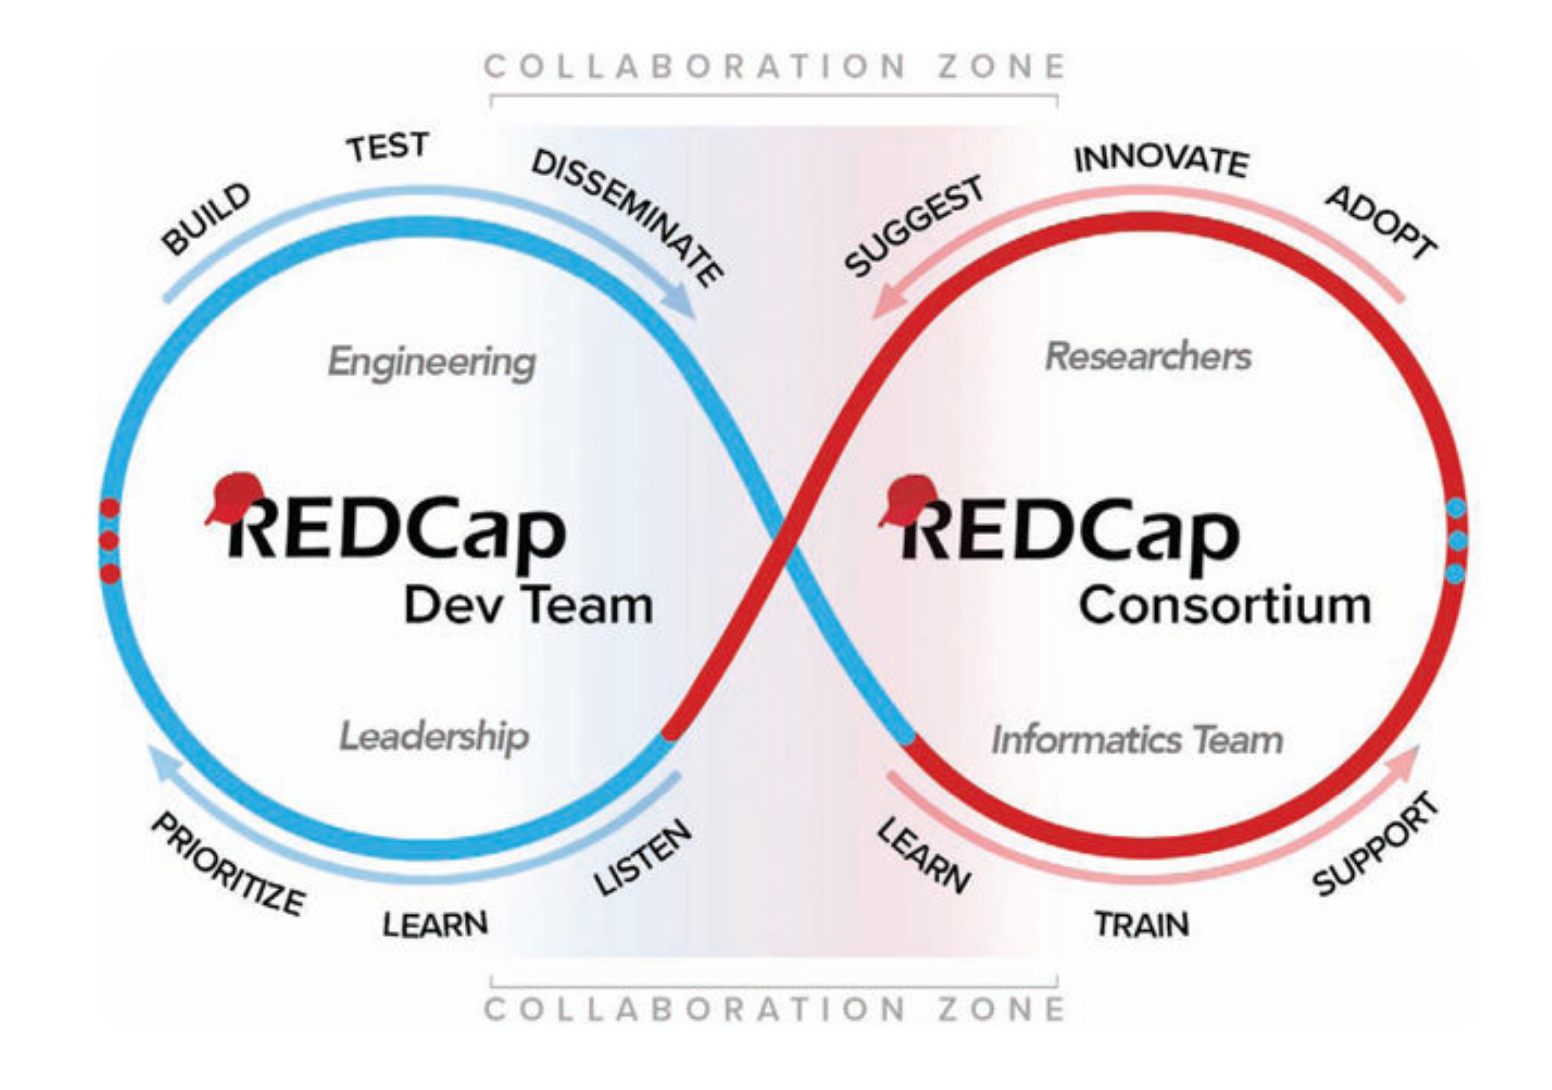 COLLABORATION ZONE
BUILD
TEST
DISSEMINATE
SUGGEST
INNOVATE
ADOPT
Engineering
Researchers
REDCap
Dev Team
REDCap
Consortium
Leadership
Informatics Team
PRIORITIZE
LEARN
LISTEN
LEARN
TRAIN
SUPPORT
COLLABORATION ZONE